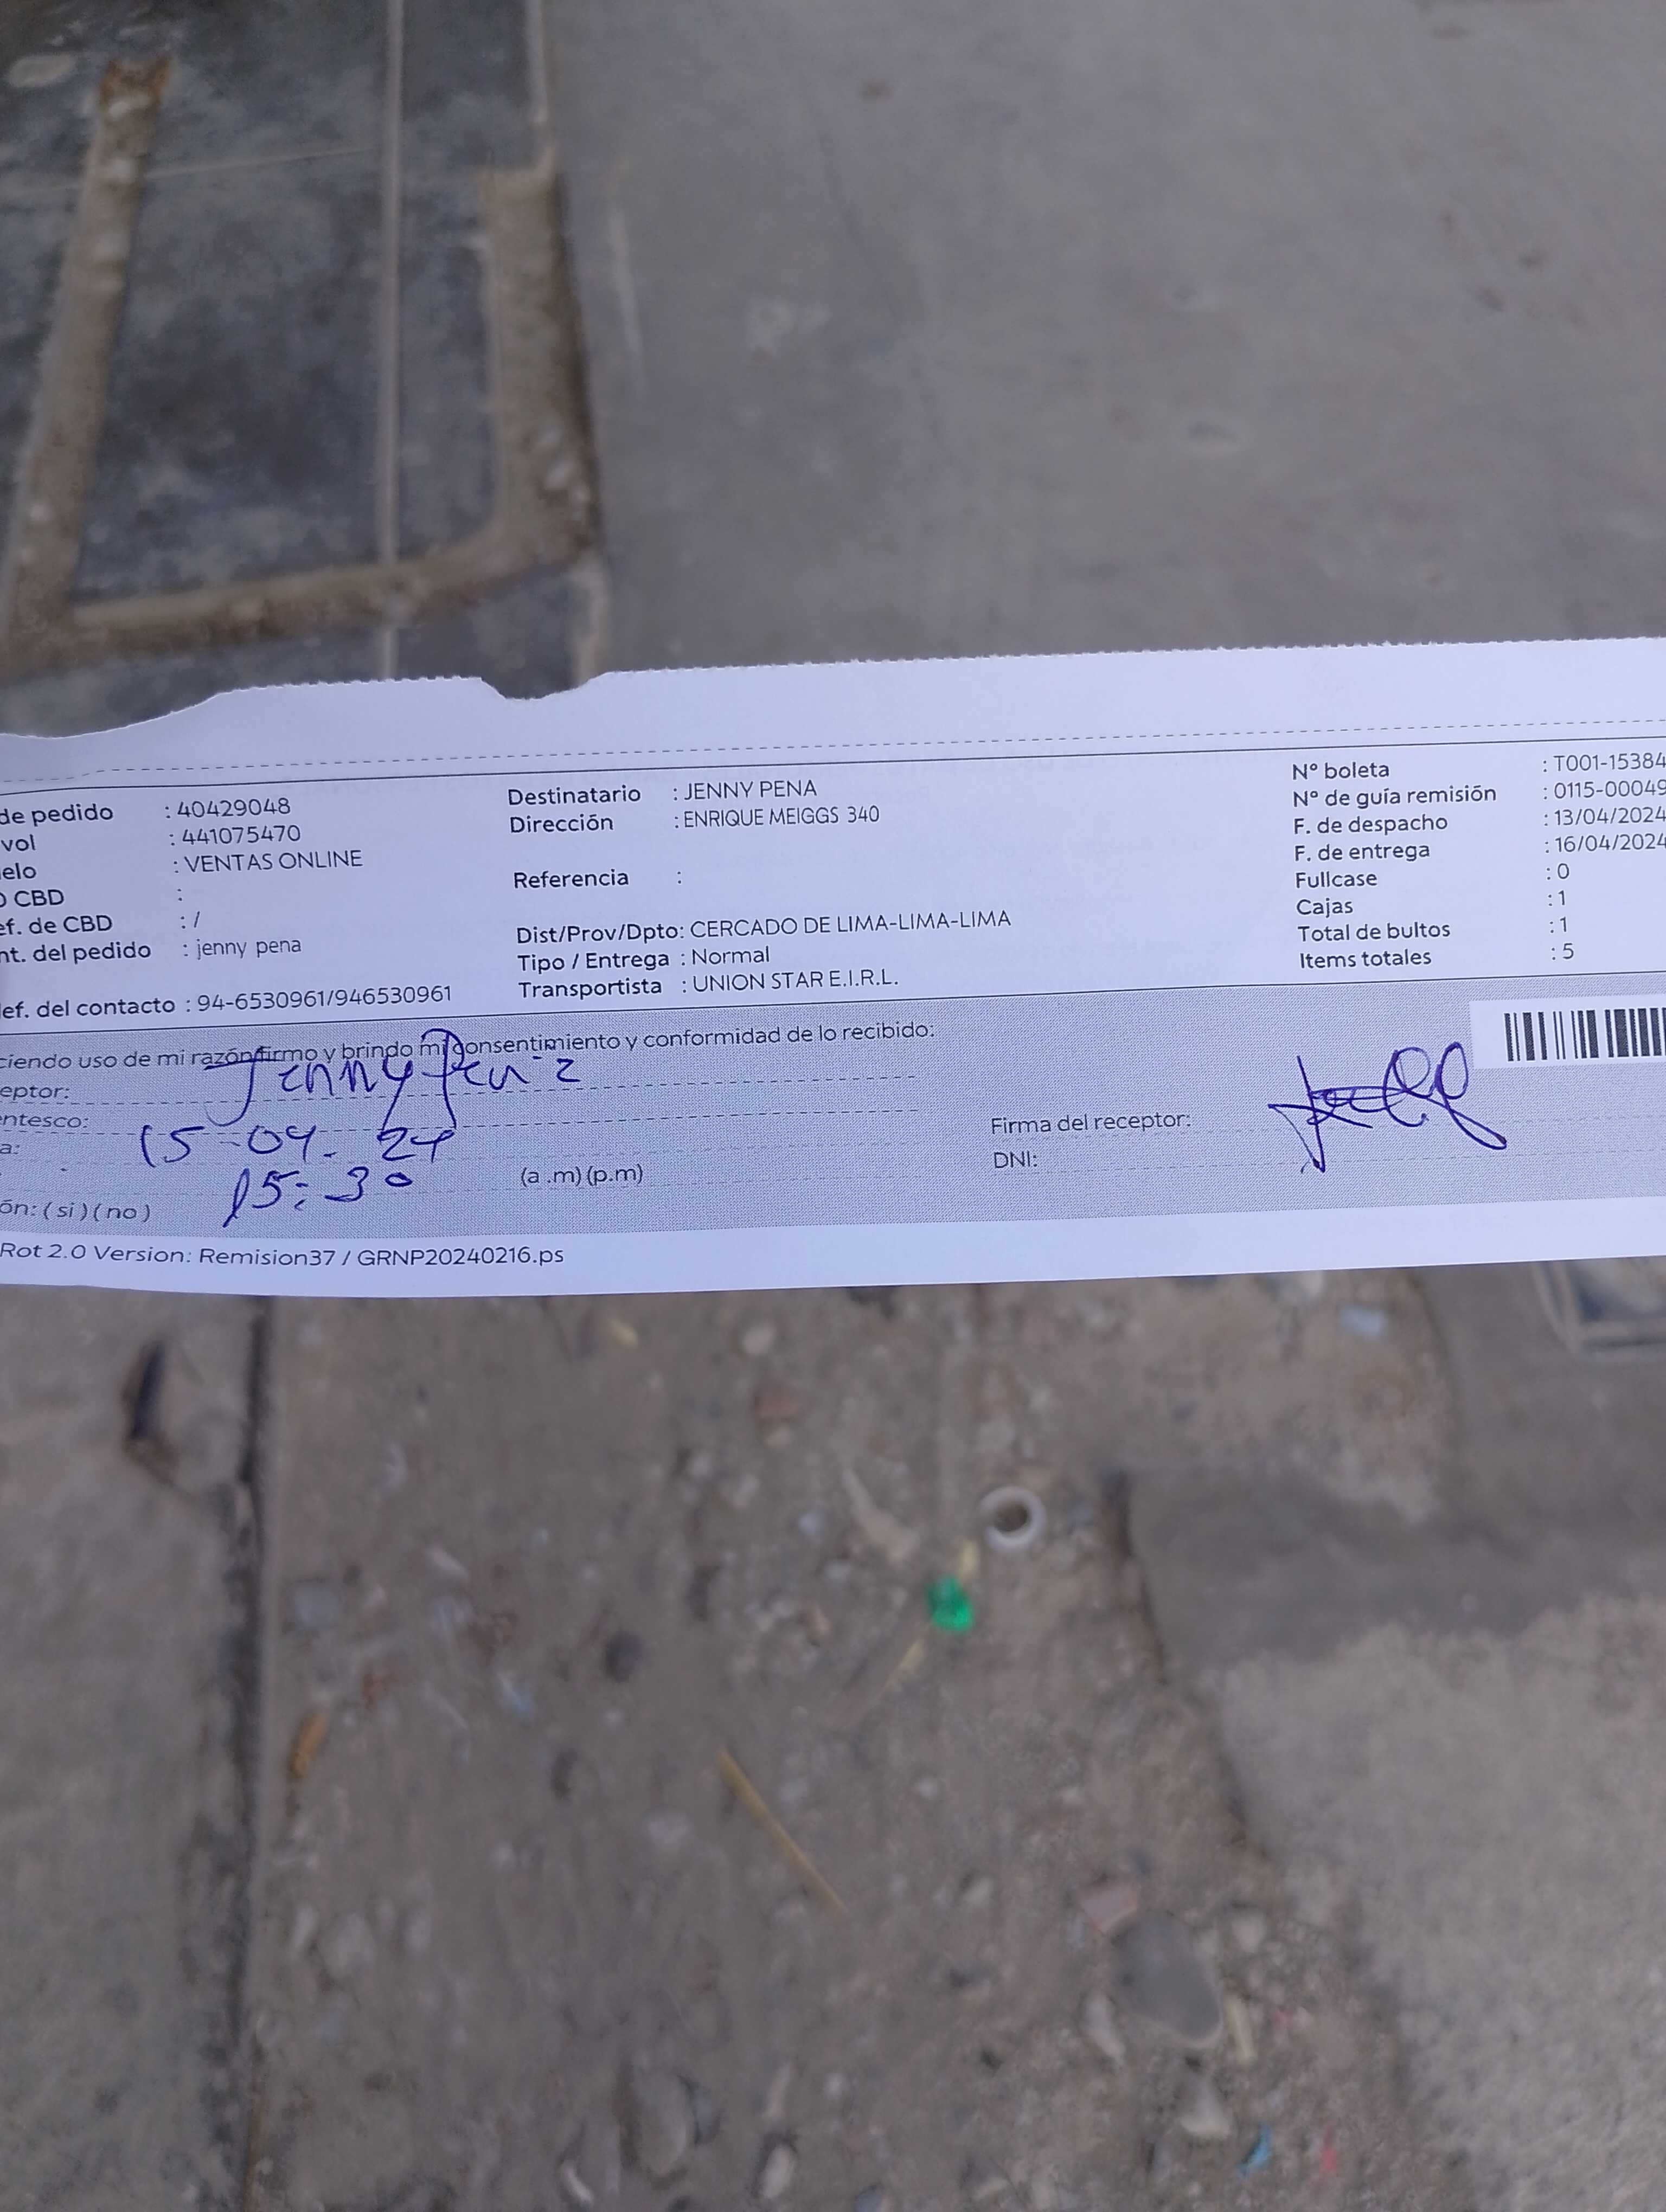 de pedido : 40429048
vol : 441075470
elo : VENTAS ONLINE
O CBD :
ef. de CBD : /
nt. del pedido : jenny pena
ef. del contacto : 94-6530961/946530961
Destinatario : JENNY PENA
Dirección : ENRIQUE MEIGGS 340
Referencia :
Dist/Prov/Dpto: CERCADO DE LIMA-LIMA-LIMA
Tipo / Entrega : Normal
Transportista : UNION STAR E.I.R.L.
Nº boleta : T001-15384
Nº de guía remisión : 0115-00049
F. de despacho : 13/04/2024
F. de entrega : 16/04/2024
Fullcase : 0
Cajas : 1
Total de bultos : 1
Items totales : 5
ciendo uso de mi razón firmo y brindo mi consentimiento y conformidad de lo recibido:
eptor: Jenny Peña
entesco:
a: 15-04-24
15:30 (a .m) (p.m)
ón: ( si ) ( no )
Firma del receptor:
DNI:
Rot 2.0 Version: Remision37 / GRNP20240216.ps